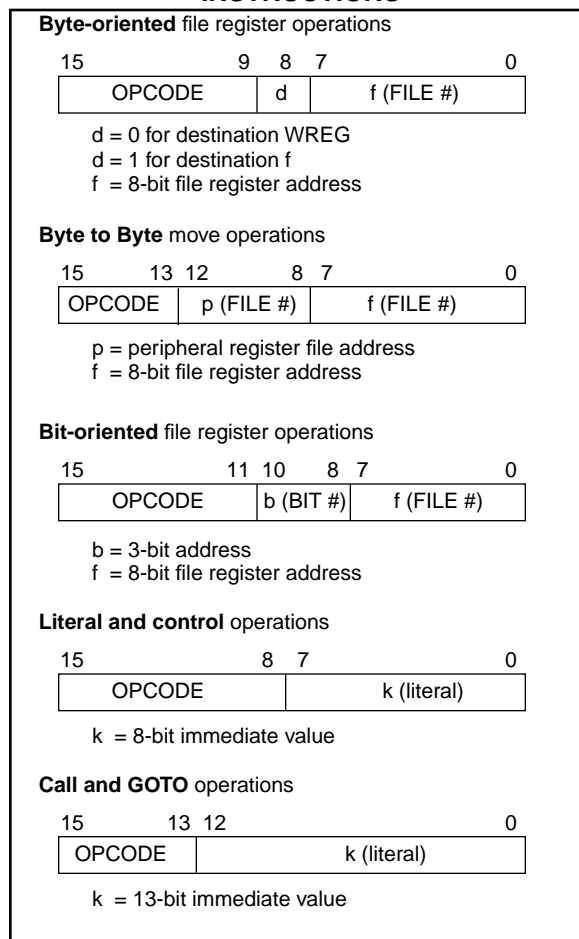 INSTRUCTIONS
Byte-oriented file register operations
15 9 8 7 0
OPCODE d f (FILE #)
d = 0 for destination WREG
d = 1 for destination f
f = 8-bit file register address
Byte to Byte move operations
15 13 12 8 7 0
OPCODE p (FILE #) f (FILE #)
p = peripheral register file address
f = 8-bit file register address
Bit-oriented file register operations
15 11 10 8 7 0
OPCODE b (BIT #) f (FILE #)
b = 3-bit address
f = 8-bit file register address
Literal and control operations
15 8 7 0
OPCODE k (literal)
k = 8-bit immediate value
Call and GOTO operations
15 13 12 0
OPCODE k (literal)
k = 13-bit immediate value